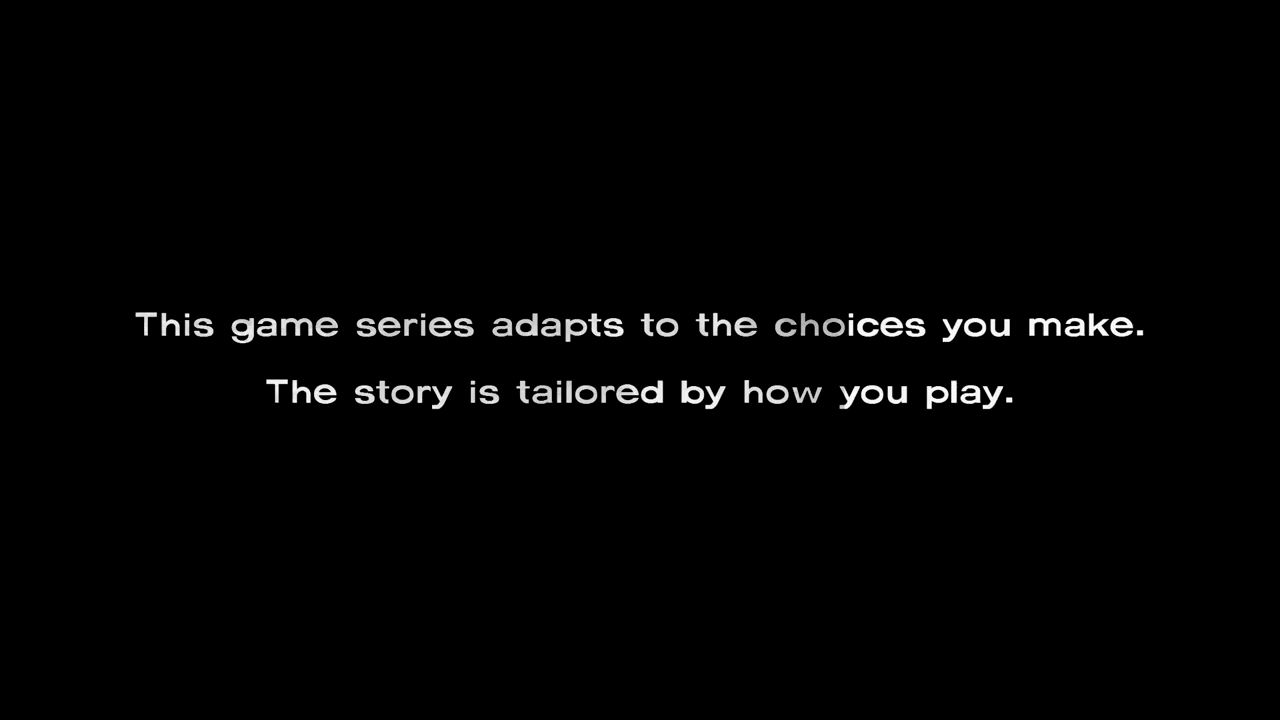 This game series adapts to the choices you make.
The story is tailored by how you play.